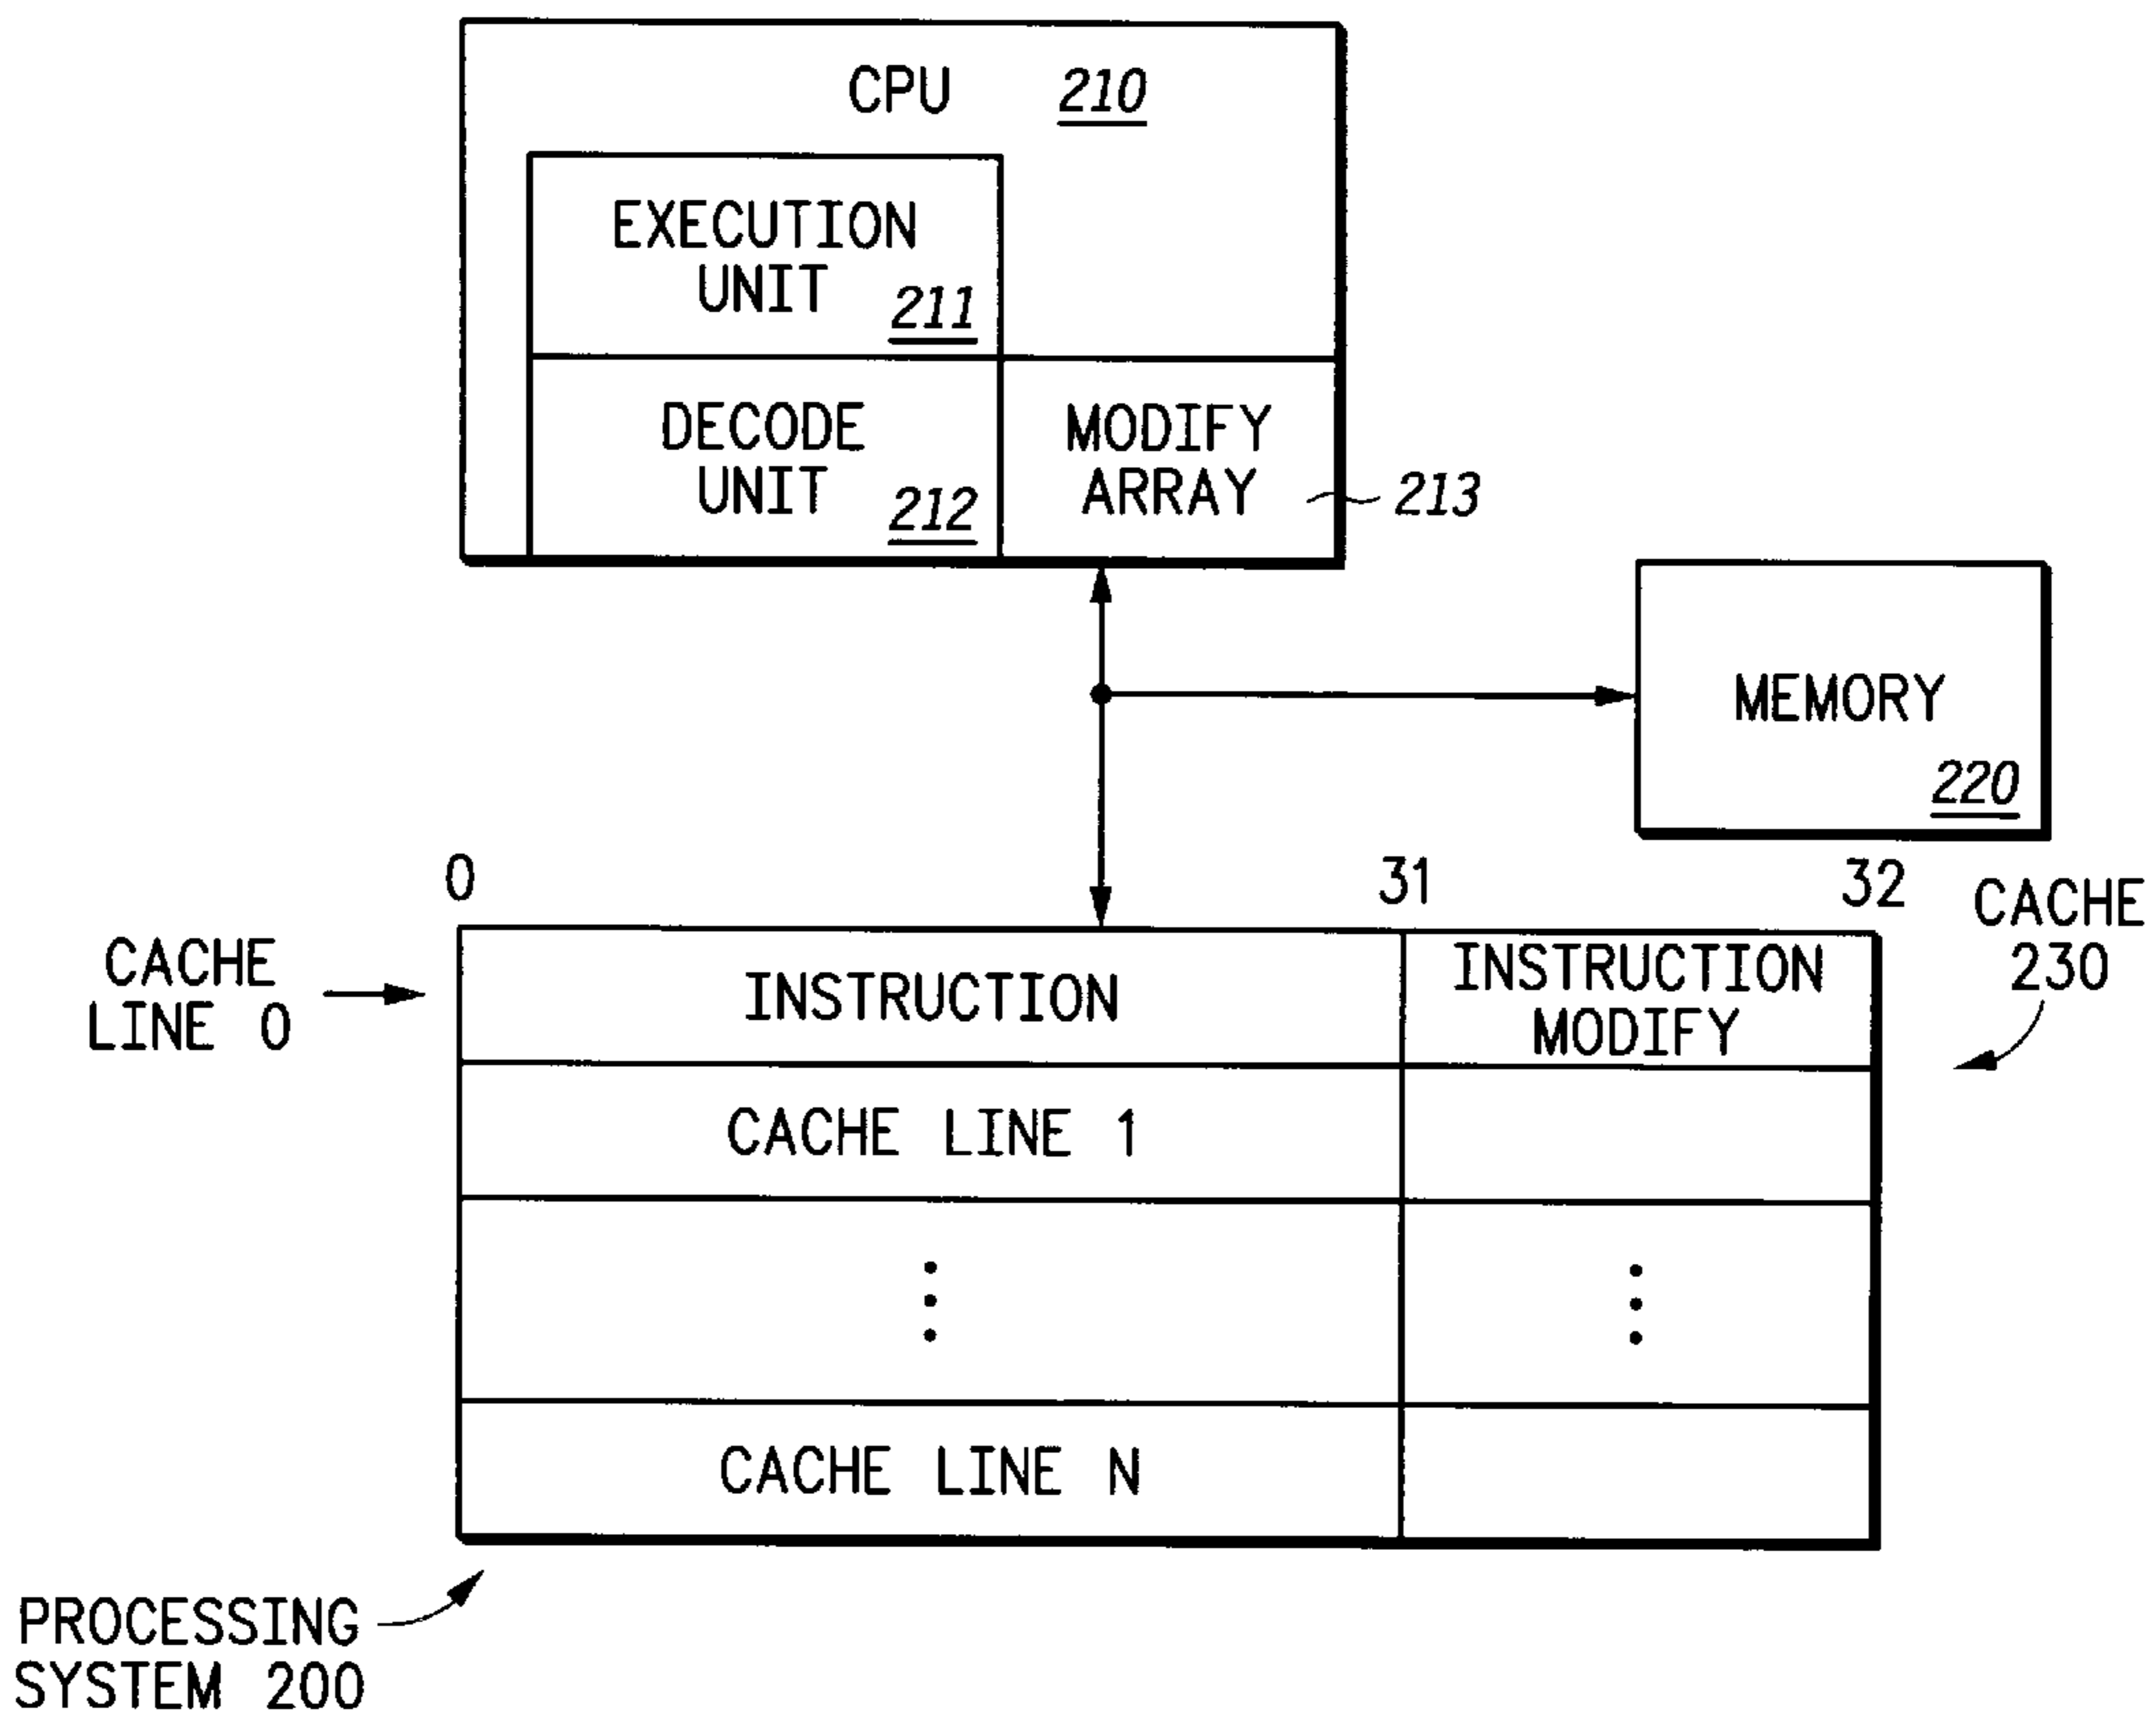 CPU 210
EXECUTION
UNIT 211
DECODE
UNIT 212
MODIFY
ARRAY
213
MEMORY
220
0
31
32
CACHE
230
CACHE
LINE 0
INSTRUCTION
INSTRUCTION
MODIFY
CACHE LINE 1
CACHE LINE N
PROCESSING
SYSTEM 200